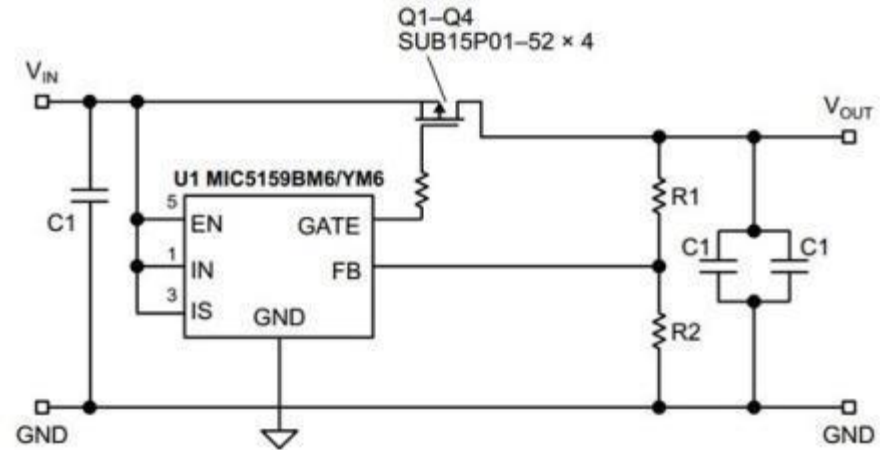 Q1–Q4
SUB15P01–52 × 4
VIN
VOUT
U1 MIC5159BM6/YM6
C1
5
EN
GATE
R1
C1
C1
1
IN
FB
3
IS
GND
R2
GND
GND